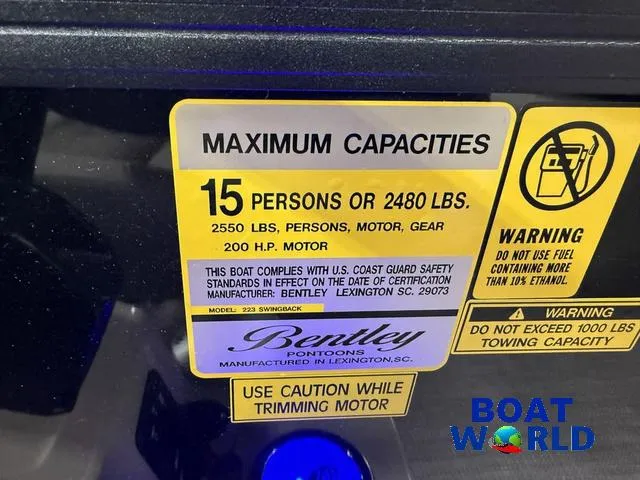 MAXIMUM CAPACITIES
15 PERSONS OR 2480 LBS.
2550 LBS, PERSONS, MOTOR, GEAR
200 H.P. MOTOR
THIS BOAT COMPLIES WITH U.S. COAST GUARD SAFETY
STANDARDS IN EFFECT ON THE DATE OF CERTIFICATION
MANUFACTURER: BENTLEY LEXINGTON SC. 29073
MODEL: 223 SWINGBACK
Bentley
PONTOONS
MANUFACTURED IN LEXINGTON, SC.
USE CAUTION WHILE
TRIMMING MOTOR
WARNING
DO NOT USE FUEL
CONTAINING MORE
THAN 10% ETHANOL.
WARNING
DO NOT EXCEED 1000 LBS
TOWING CAPACITY
BOAT
WORLD